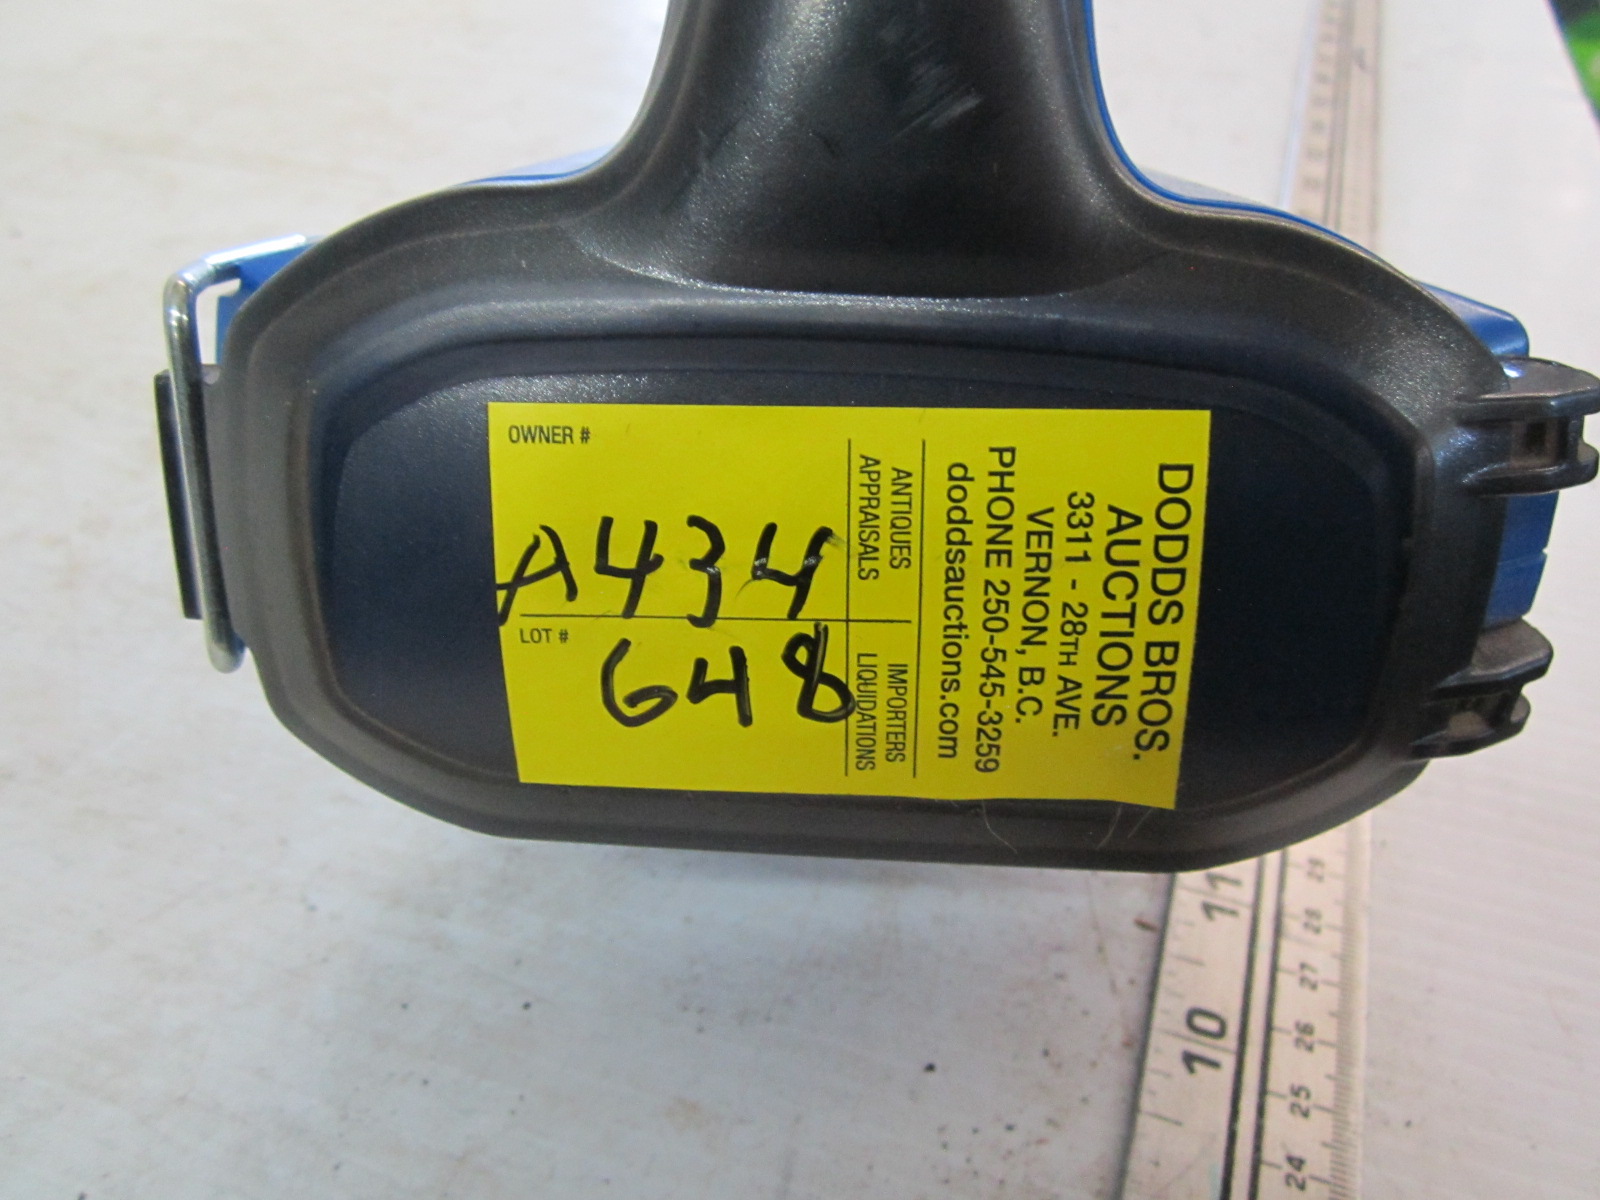 DODDS BROS.
AUCTIONS
3311 - 28TH AVE.
VERNON, B.C.
PHONE 250-545-3259
doddsauctions.com
ANTIQUES
APPRAISALS
IMPORTERS
LIQUIDATIONS
OWNER #
A434
LOT #
648
11
10
29
28
27
26
25
24